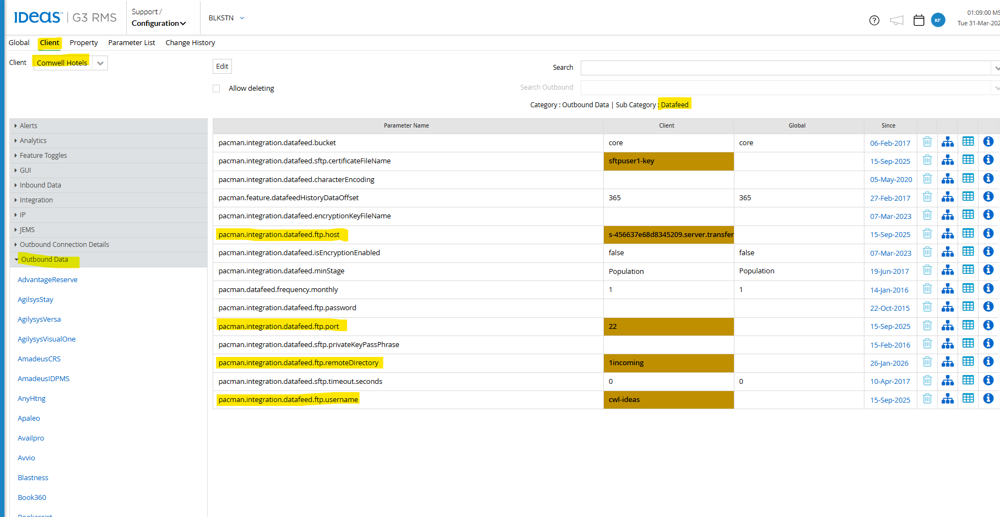 IDeaS™ | G3 RMS
Support /
Configuration
BLKSTN
KF
01:09:00 MS
Tue 31-Mar-202
Global Client Property Parameter List Change History
Client Comwell Hotels
Edit
Search
Allow deleting
Search Outbound
Category : Outbound Data | Sub Category : Datafeed
Alerts
Analytics
Feature Toggles
GUI
Inbound Data
Integration
IP
JEMS
Outbound Connection Details
Outbound Data
AdvantageReserve
AgilsysStay
AgilysysVersa
AgilysysVisualOne
AmadeusCRS
AmadeusIDPMS
AnyHtng
Apaleo
Availpro
Avvio
Blastness
Book360
Bookassist
Parameter Name Client Global Since
pacman.integration.datafeed.bucket core core 06-Feb-2017
pacman.integration.datafeed.sftp.certificateFileName sftpuser1-key 15-Sep-2025
pacman.integration.datafeed.characterEncoding 05-May-2020
pacman.feature.datafeedHistoryDataOffset 365 365 27-Feb-2017
pacman.integration.datafeed.encryptionKeyFileName 07-Mar-2023
pacman.integration.datafeed.ftp.host s-456637e68d8345209.server.transfer 15-Sep-2025
pacman.integration.datafeed.isEncryptionEnabled false false 07-Mar-2023
pacman.integration.datafeed.minStage Population Population 19-Jun-2017
pacman.datafeed.frequency.monthly 1 1 14-Jan-2016
pacman.integration.datafeed.ftp.password 22-Oct-2015
pacman.integration.datafeed.ftp.port 22 15-Sep-2025
pacman.integration.datafeed.sftp.privateKeyPassPhrase 15-Feb-2016
pacman.integration.datafeed.ftp.remoteDirectory 1incoming 26-Jan-2026
pacman.integration.datafeed.sftp.timeout.seconds 0 0 10-Apr-2017
pacman.integration.datafeed.ftp.username cwl-ideas 15-Sep-2025